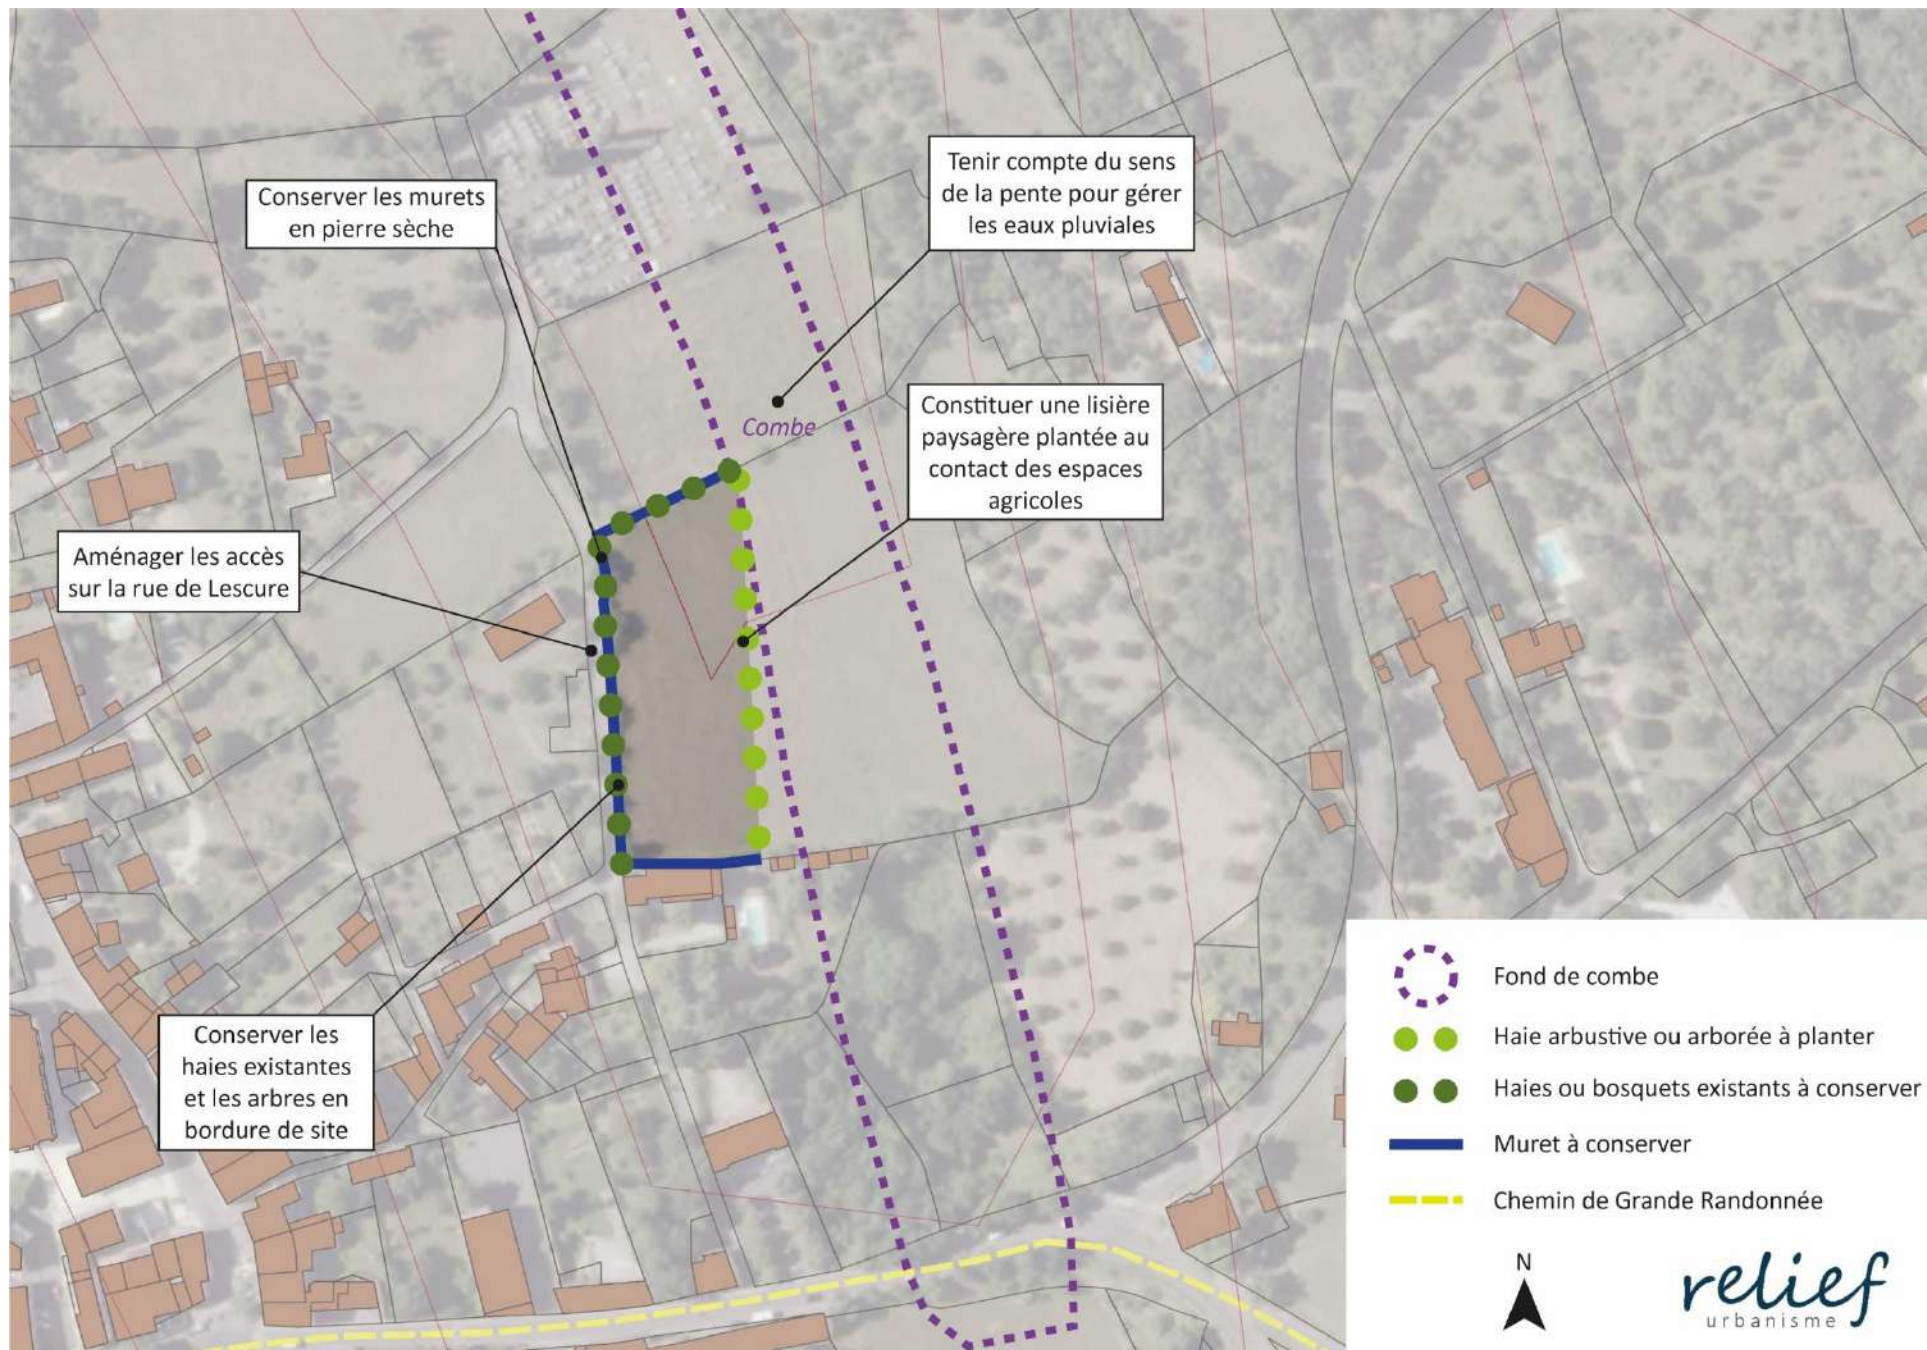 Tenir compte du sens
de la pente pour gérer
les eaux pluviales
Conserver les murets
en pierre sèche
Constituer une lisière
paysagère plantée au
contact des espaces
agricoles
Combe
Aménager les accès
sur la rue de Lescure
Conserver les
haies existantes
et les arbres en
bordure de site
Fond de combe
Haie arbustive ou arborée à planter
Haies ou bosquets existants à conserver
Muret à conserver
Chemin de Grande Randonnée
N
relief
urbanisme